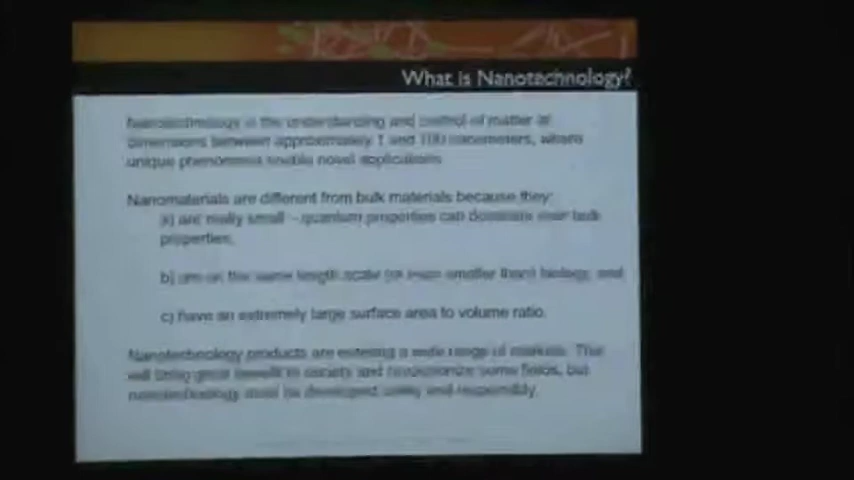 What is Nanotechnology?
Nanotechnology is the understanding and control of matter at
dimensions between approximately 1 and 100 nanometers, where
unique phenomena enable novel applications
Nanomaterials are different from bulk materials because they:
a) are really small - quantum properties can dominate over bulk
properties,
b) are on the same length scale (or even smaller than) biology, and
c) have an extremely large surface area to volume ratio.
Nanotechnology products are entering a wide range of markets. This
will bring great benefit to society and revolutionize some fields, but
nanotechnology must be developed safely and responsibly.